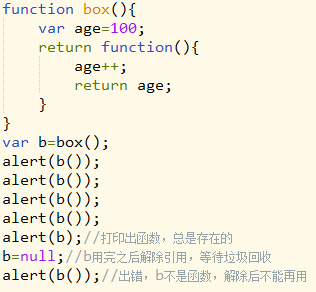 function box(){
    var age=100;
    return function(){
        age++;
        return age;
    }
}
var b=box();
alert(b());
alert(b());
alert(b());
alert(b());
alert(b);//打印出函数，总是存在的
b=null;//b用完之后解除引用，等待垃圾回收
alert(b());//出错，b不是函数，解除后不能再用